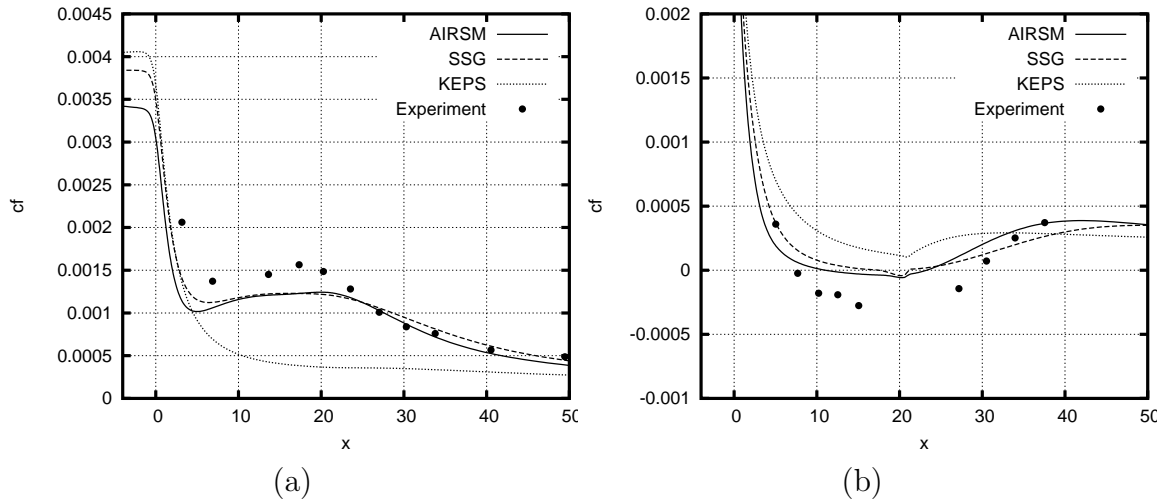 0.0045
0.004
0.0035
0.003
0.0025
0.002
0.0015
0.001
0.0005
0
cf
0 10 20 30 40 50
x
AIRSM
SSG
KEPS
Experiment
(a)
0.002
0.0015
0.001
0.0005
0
-0.0005
-0.001
cf
0 10 20 30 40 50
x
AIRSM
SSG
KEPS
Experiment
(b)